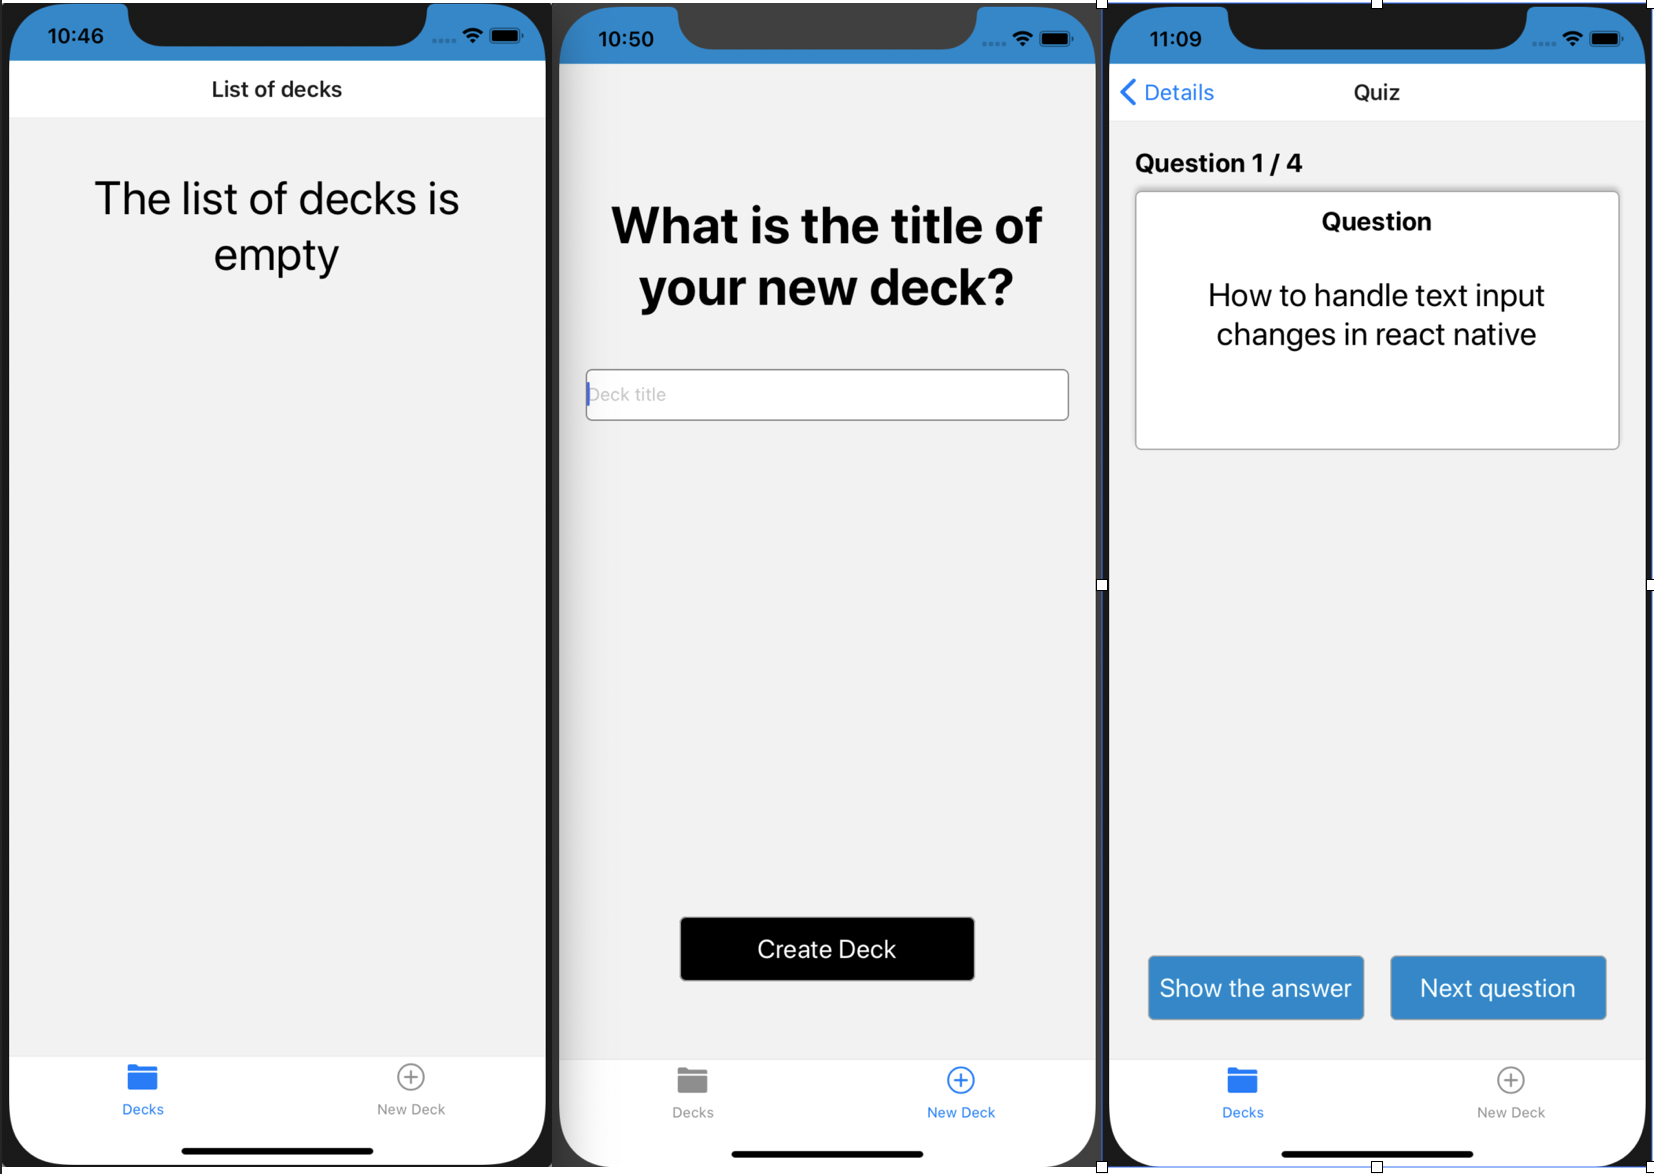 10:46
List of decks
The list of decks is
empty
Decks
New Deck
10:50
What is the title of
your new deck?
Deck title
Create Deck
Decks
New Deck
11:09
Details
Quiz
Question 1 / 4
Question
How to handle text input
changes in react native
Show the answer
Next question
Decks
New Deck